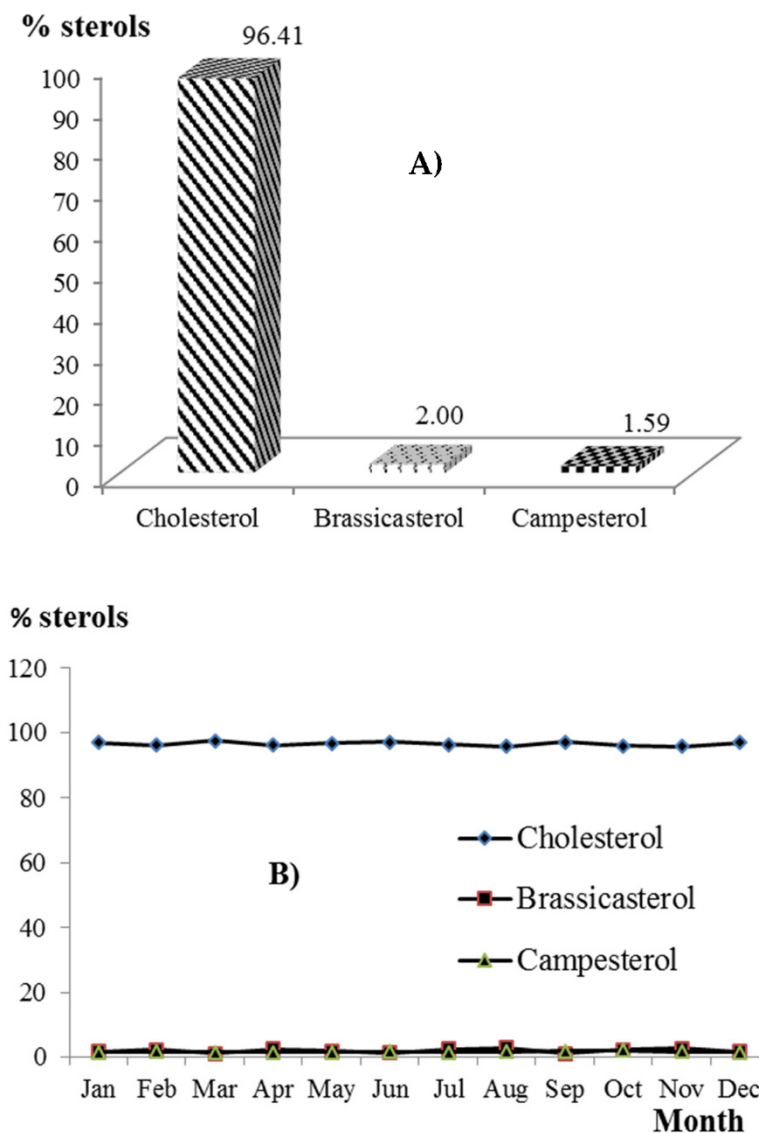 % sterols
96.41
100
90
80
70
60
50
40
30
20
10
0
A)
2.00
1.59
Cholesterol Brassicasterol Campesterol
% sterols
120
100
80
60
40
20
0
Cholesterol
B)
Brassicasterol
Campesterol
Jan Feb Mar Apr May Jun Jul Aug Sep Oct Nov Dec
Month